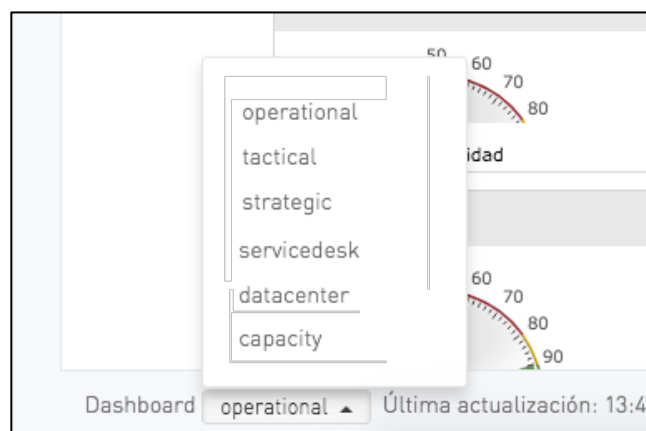 50
60
70
80
operational
tactical
idad
strategic
servicedesk
60
datacenter
70
80
capacity
90
Dashboard operational Última actualización: 13:4